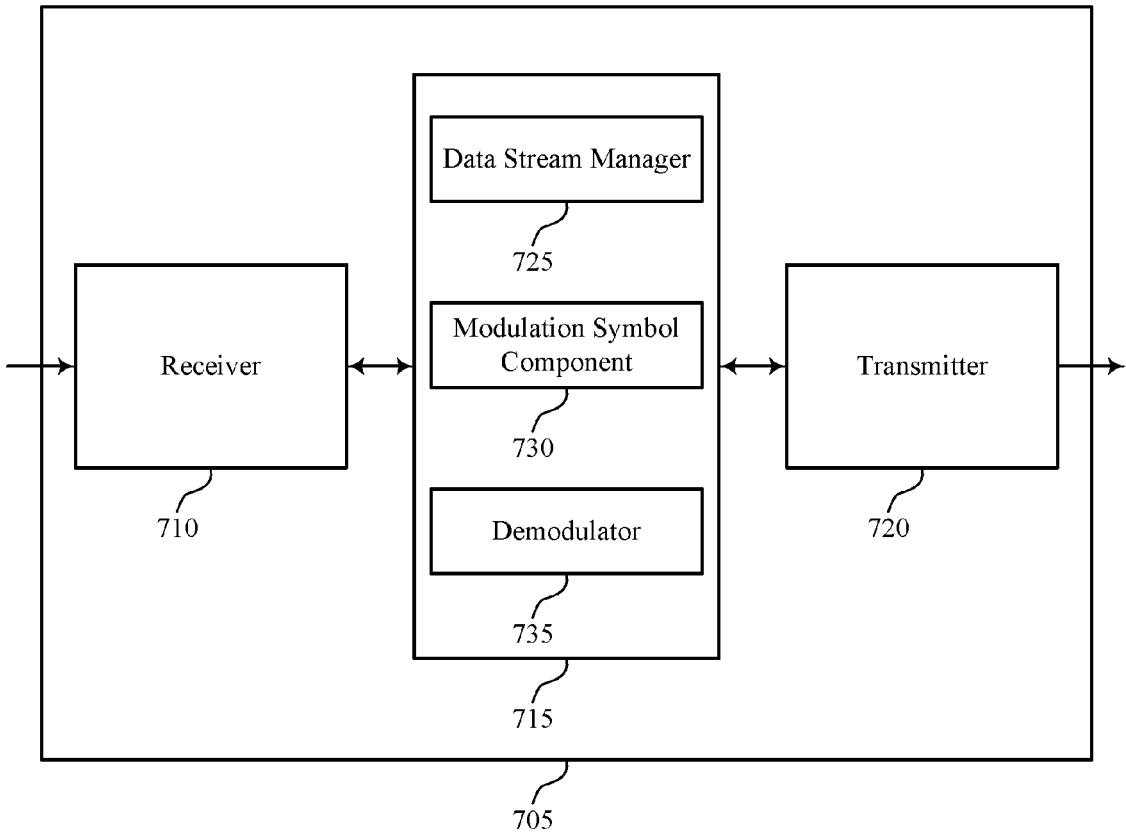 Data Stream Manager
725
Modulation Symbol
Component
730
Receiver
710
Transmitter
720
Demodulator
735
715
705